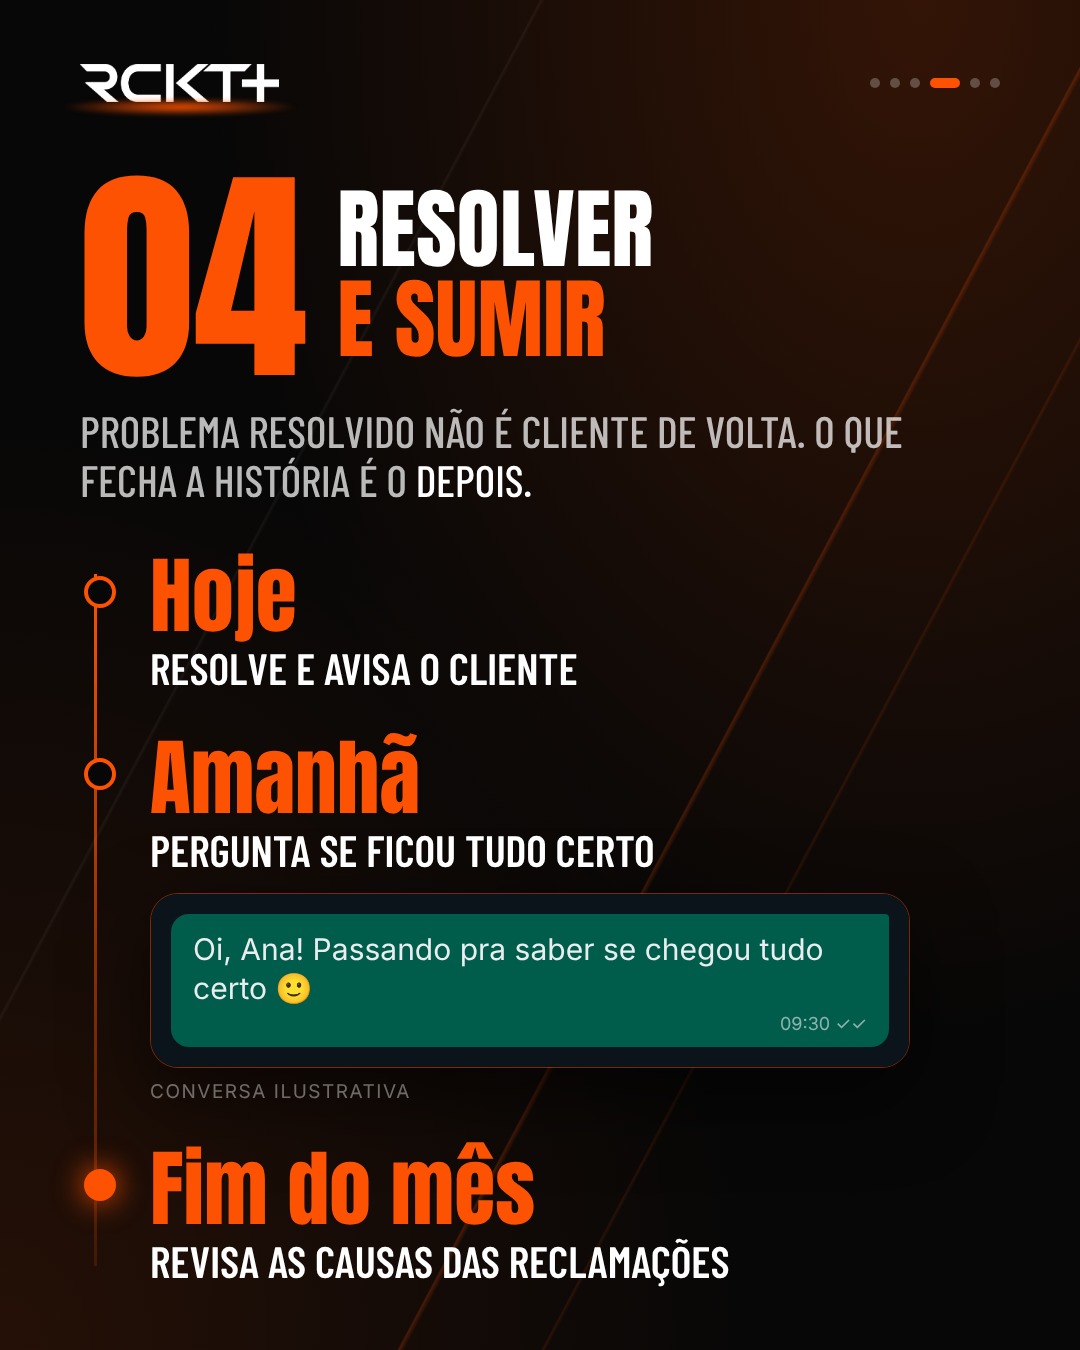 RCKT+
04
RESOLVER
E SUMIR
PROBLEMA RESOLVIDO NÃO É CLIENTE DE VOLTA. O QUE
FECHA A HISTÓRIA É O DEPOIS.
Hoje
RESOLVE E AVISA O CLIENTE
Amanhã
PERGUNTA SE FICOU TUDO CERTO
Oi, Ana! Passando pra saber se chegou tudo
certo 🙂
09:30 ✓✓
CONVERSA ILUSTRATIVA
Fim do mês
REVISA AS CAUSAS DAS RECLAMAÇÕES